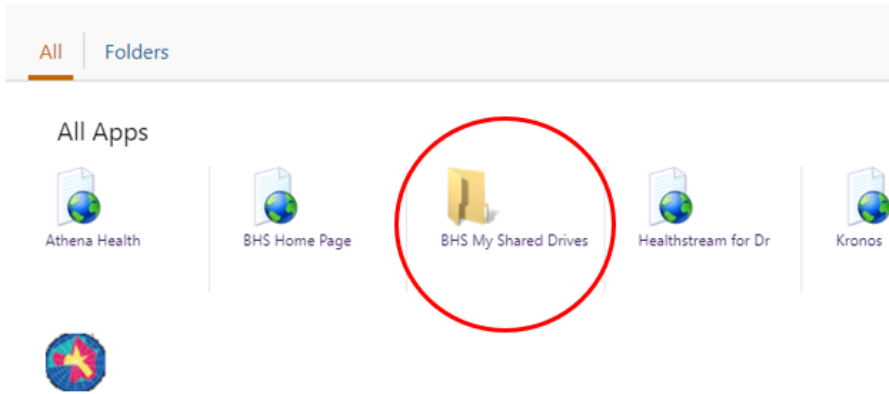 All Folders
All Apps
Athena Health
BHS Home Page
BHS My Shared Drives
Healthstream for Dr
Kronos